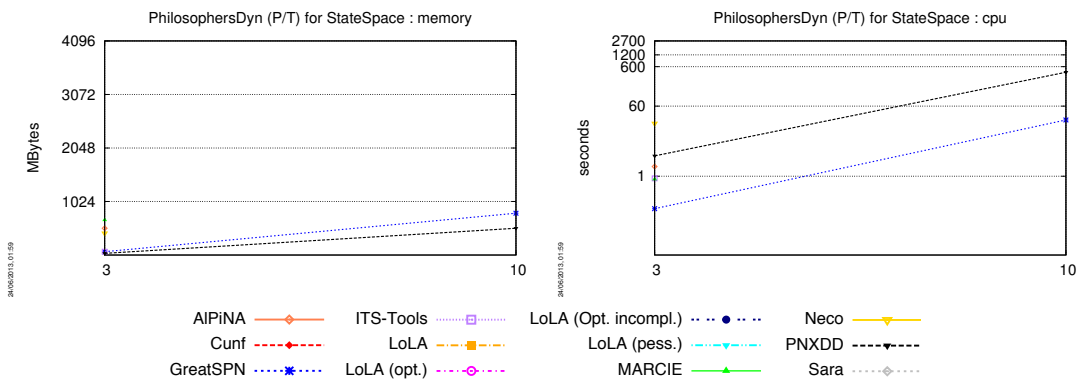 PhilosophersDyn (P/T) for StateSpace : memory
4096
3072
2048
1024
MBytes
3
10
24/06/2013, 01:59
PhilosophersDyn (P/T) for StateSpace : cpu
2700
1200
600
60
1
seconds
3
10
24/06/2013, 01:59
AlPiNA
Cunf
GreatSPN
ITS-Tools
LoLA
LoLA (opt.)
LoLA (Opt. incompl.)
LoLA (pess.)
MARCIE
Neco
PNXDD
Sara